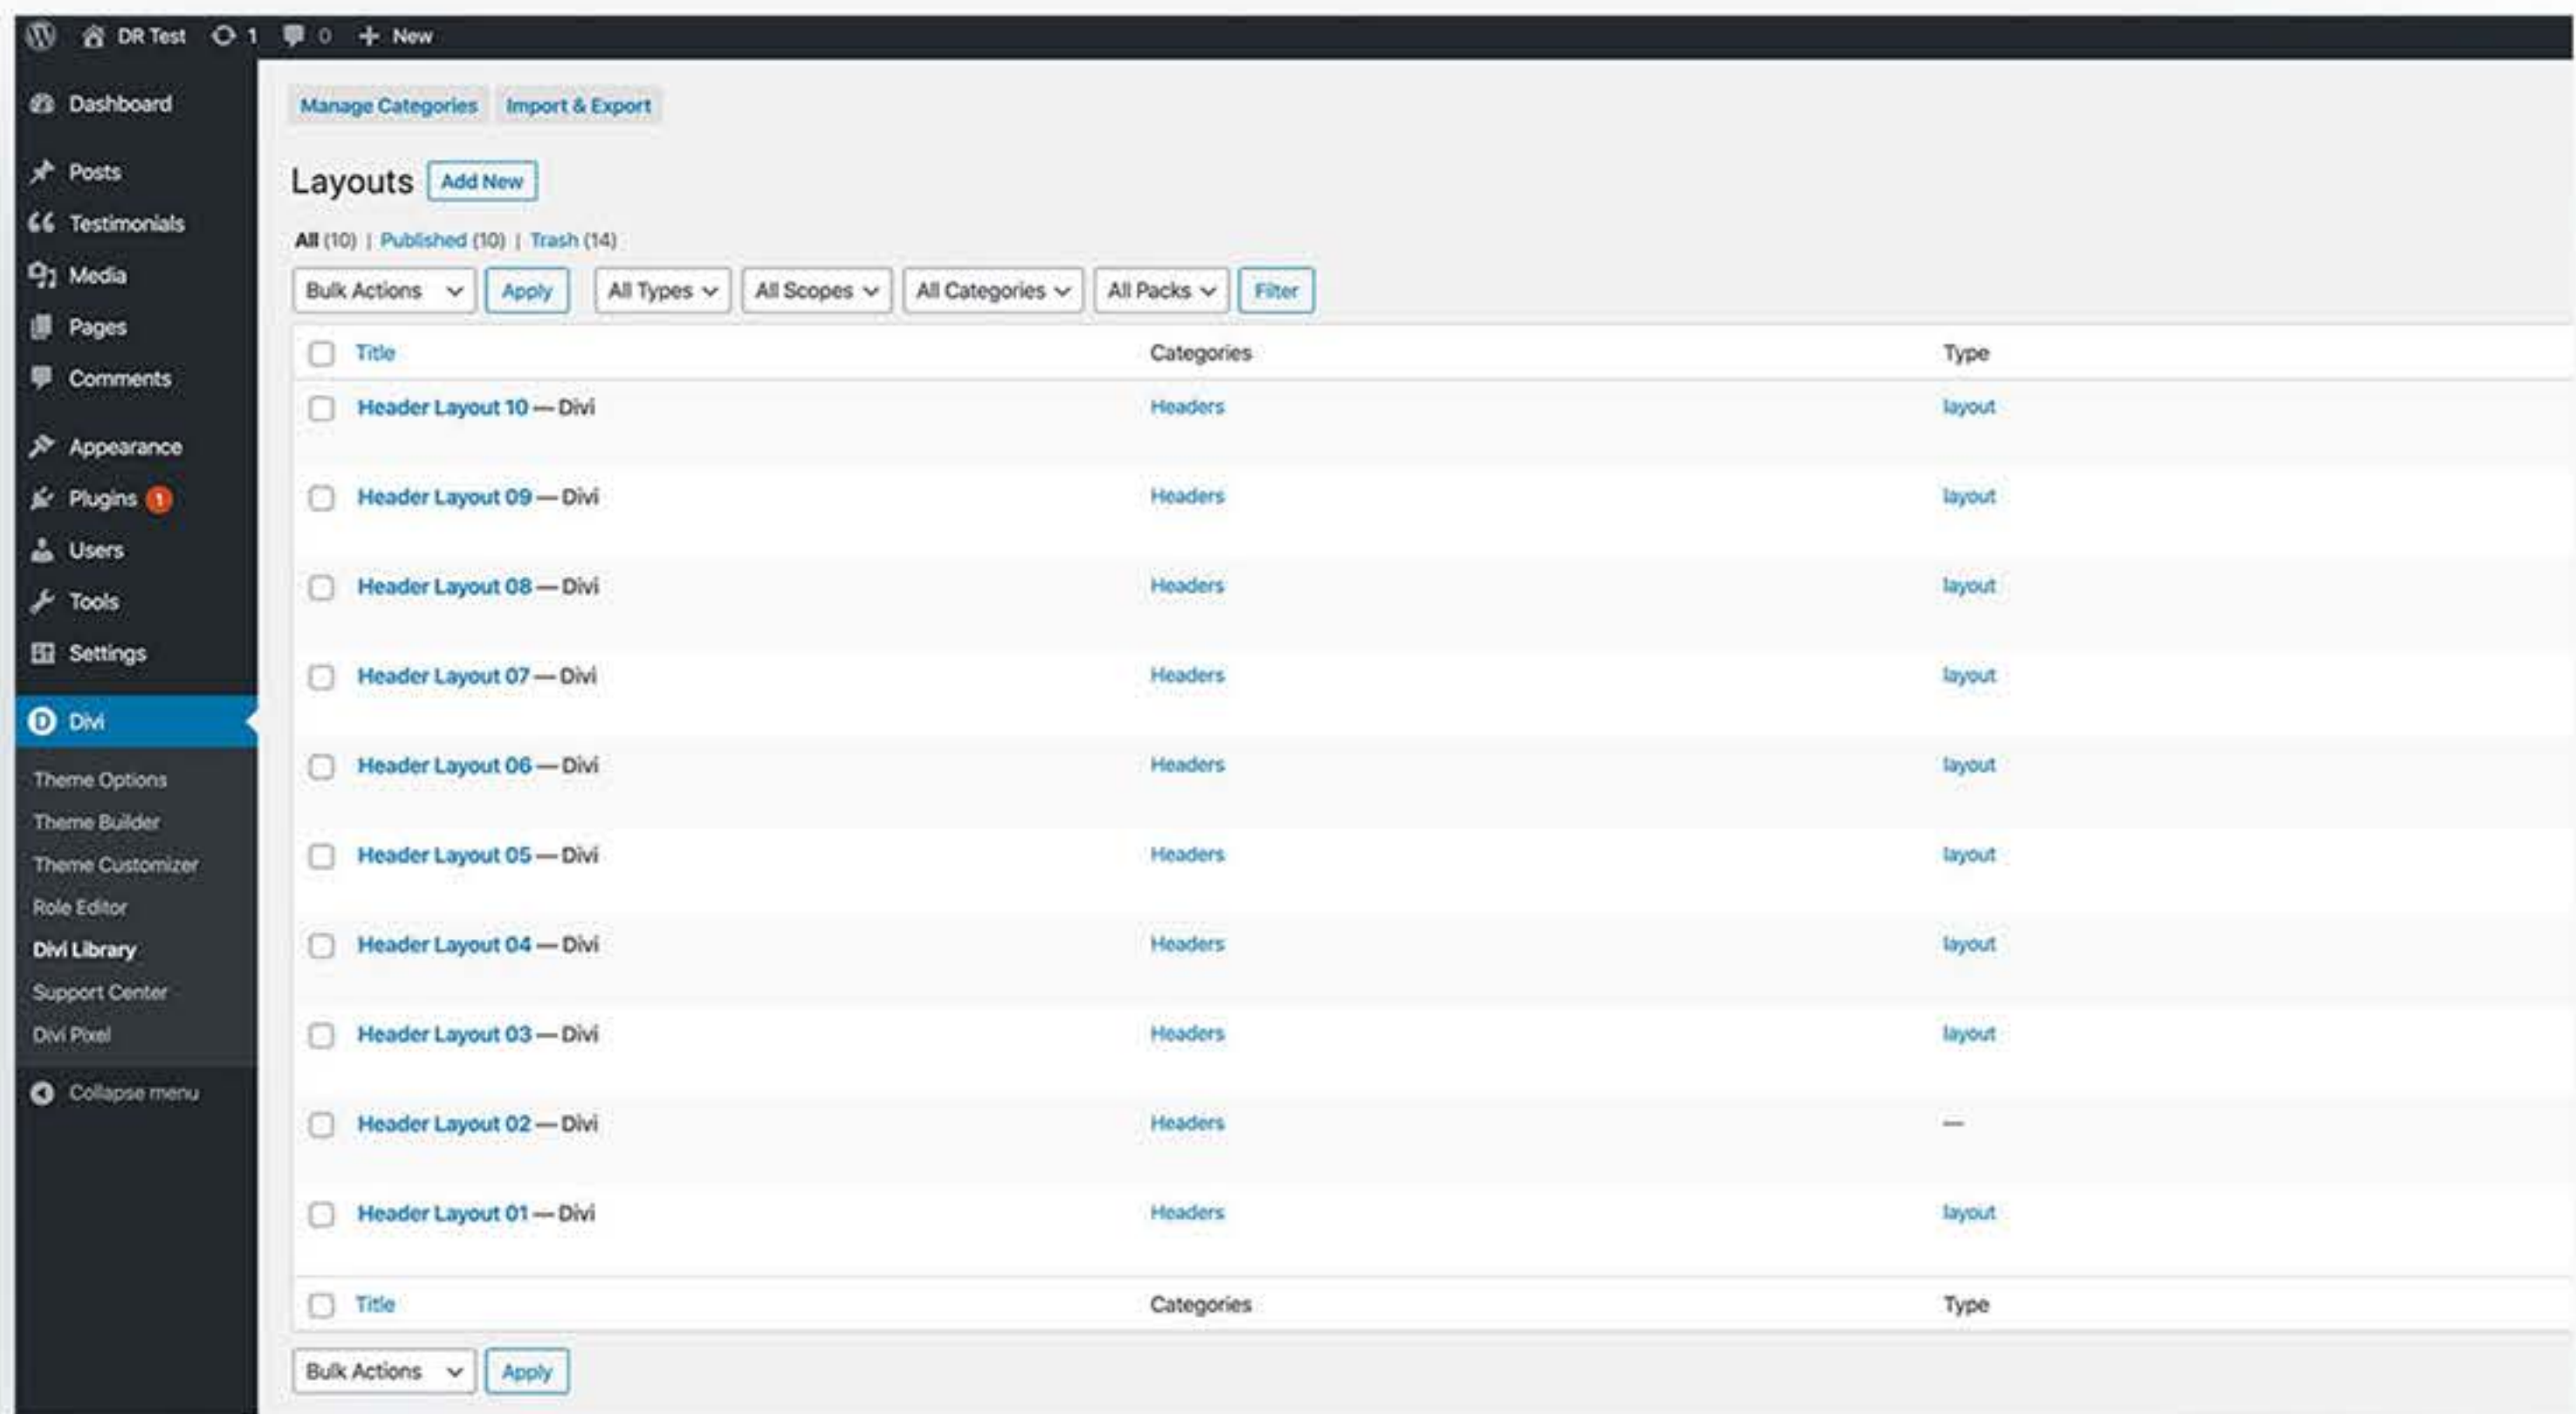 DR Test 1 0 + New
Dashboard
Posts
Testimonials
Media
Pages
Comments
Appearance
Plugins 1
Users
Tools
Settings
Divi
Theme Options
Theme Builder
Theme Customizer
Role Editor
Divi Library
Support Center
Divi Pixel
Collapse menu
Manage Categories Import & Export
Layouts Add New
All (10) | Published (10) | Trash (14)
Bulk Actions Apply All Types All Scopes All Categories All Packs Filter
Title Categories Type
Header Layout 10 — Divi Headers layout
Header Layout 09 — Divi Headers layout
Header Layout 08 — Divi Headers layout
Header Layout 07 — Divi Headers layout
Header Layout 06 — Divi Headers layout
Header Layout 05 — Divi Headers layout
Header Layout 04 — Divi Headers layout
Header Layout 03 — Divi Headers layout
Header Layout 02 — Divi Headers —
Header Layout 01 — Divi Headers layout
Title Categories Type
Bulk Actions Apply